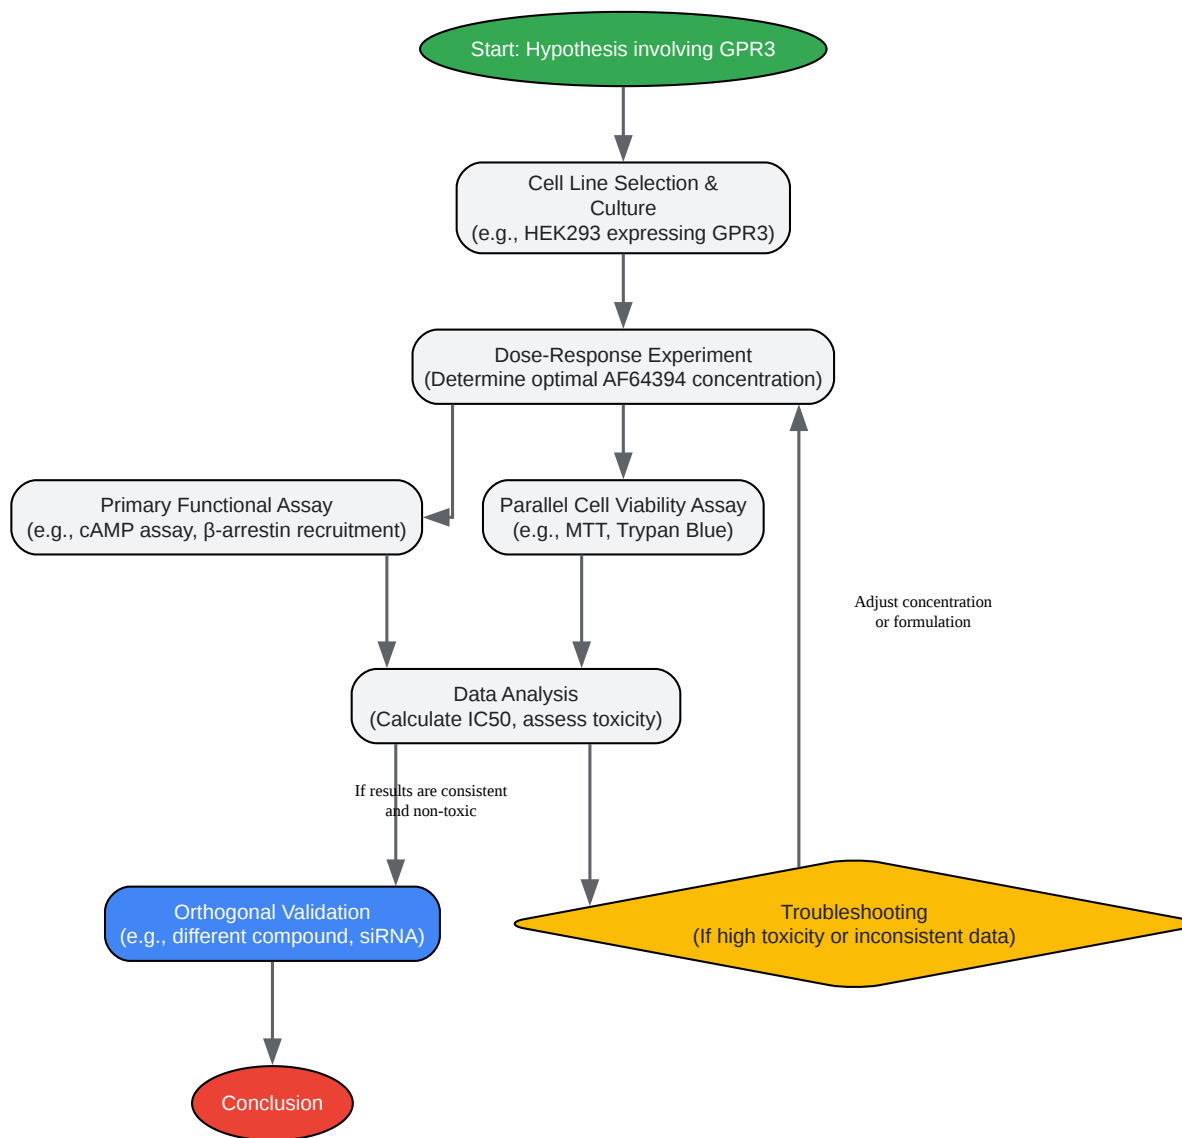 Start: Hypothesis involving GPR3
Cell Line Selection &
Culture
(e.g., HEK293 expressing GPR3)
Dose-Response Experiment
(Determine optimal AF64394 concentration)
Primary Functional Assay
(e.g., cAMP assay, β-arrestin recruitment)
Parallel Cell Viability Assay
(e.g., MTT, Trypan Blue)
Adjust concentration
or formulation
Data Analysis
(Calculate IC50, assess toxicity)
If results are consistent
and non-toxic
Orthogonal Validation
(e.g., different compound, siRNA)
Troubleshooting
(If high toxicity or inconsistent data)
Conclusion